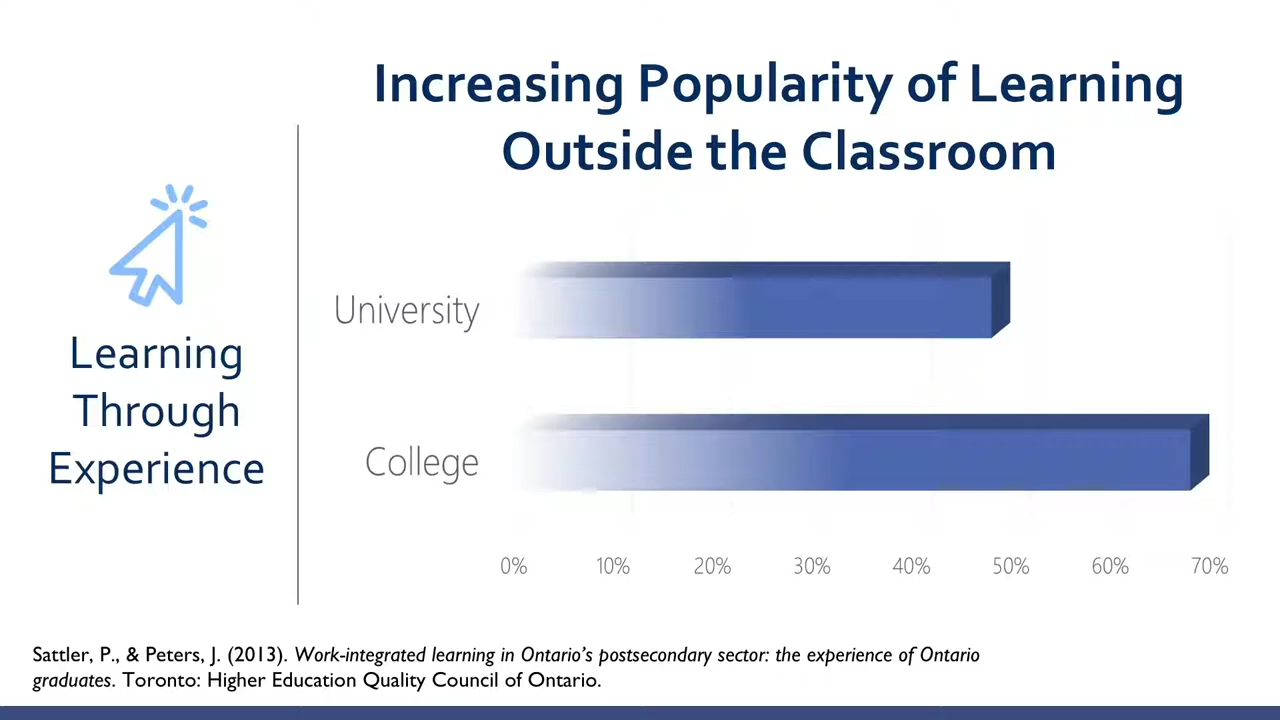 Increasing Popularity of Learning
Outside the Classroom
Learning
Through
Experience
University
College
0% 10% 20% 30% 40% 50% 60% 70%
Sattler, P., & Peters, J. (2013). Work-integrated learning in Ontario's postsecondary sector: the experience of Ontario
graduates. Toronto: Higher Education Quality Council of Ontario.